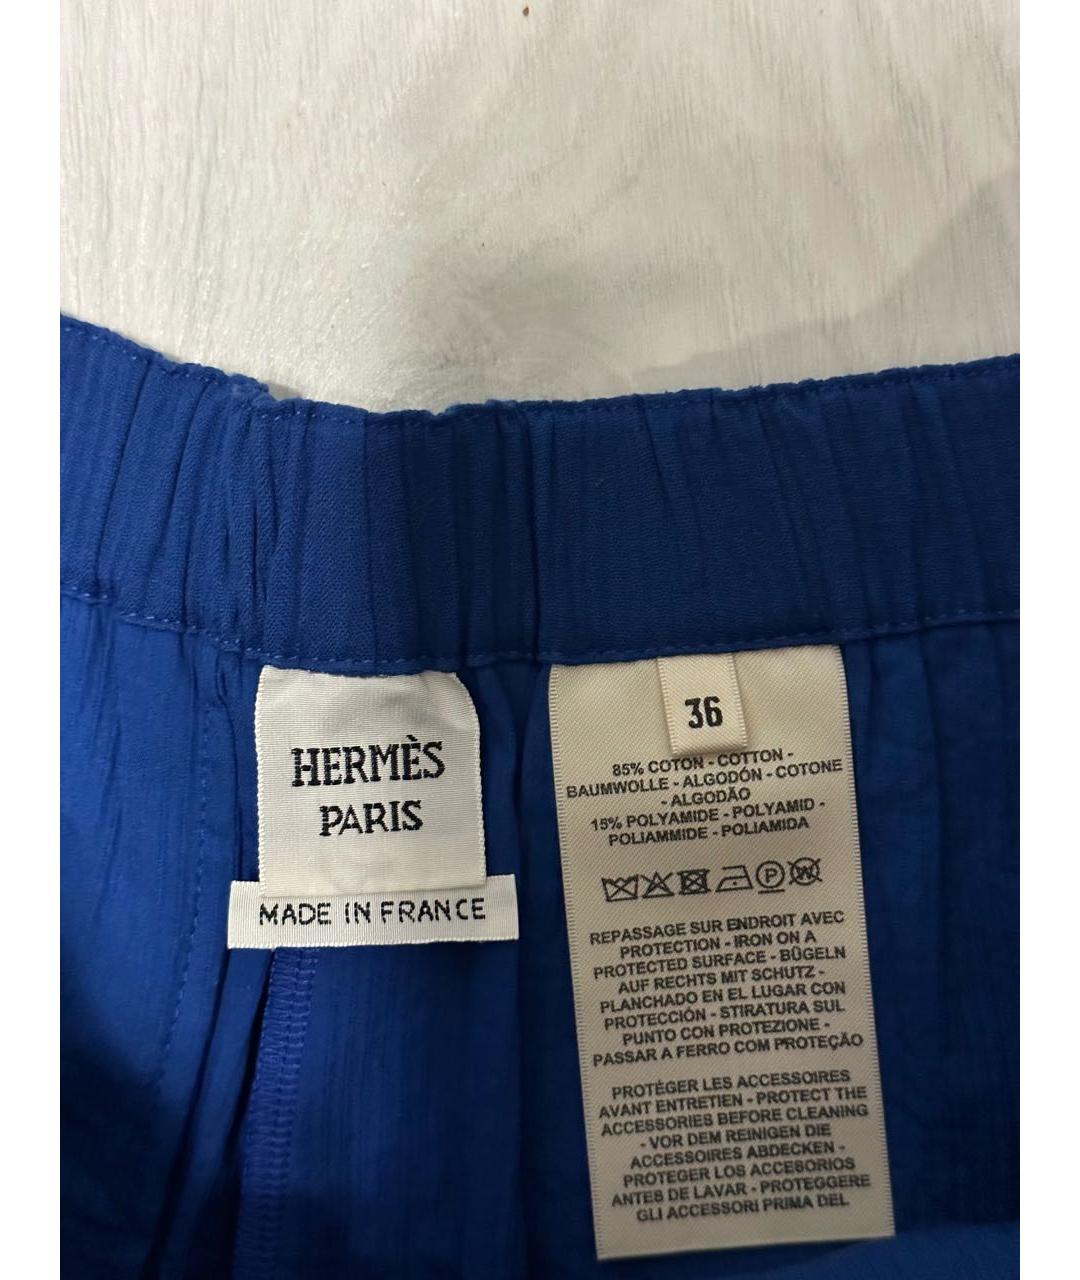 HERMÈS
PARIS
MADE IN FRANCE
36
85% COTON - COTTON -
BAUMWOLLE - ALGODÓN - COTONE
- ALGODÃO
15% POLYAMIDE - POLYAMID -
POLIAMMIDE - POLIAMIDA
P
W
REPASSAGE SUR ENDROIT AVEC
PROTECTION - IRON ON A
PROTECTED SURFACE - BÜGELN
AUF RECHTS MIT SCHUTZ -
PLANCHADO EN EL LUGAR CON
PROTECCIÓN - STIRATURA SUL
PUNTO CON PROTEZIONE -
PASSAR A FERRO COM PROTEÇÃO
PROTÉGER LES ACCESSOIRES
AVANT ENTRETIEN - PROTECT THE
ACCESSORIES BEFORE CLEANING
- VOR DEM REINIGEN DIE
ACCESSOIRES ABDECKEN -
PROTEGER LOS ACCESORIOS
ANTES DE LAVAR - PROTEGGERE
GLI ACCESSORI PRIMA DEL